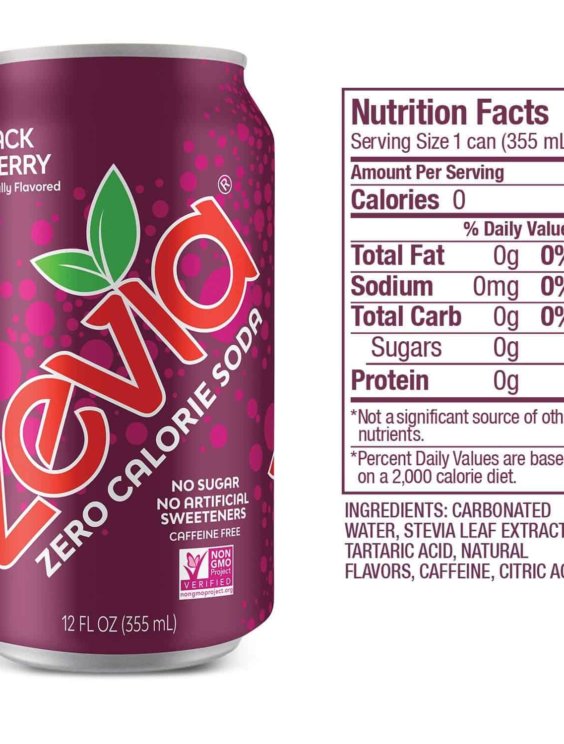 ACK
ERRY
lly Flavored
zevia®
ZERO CALORIE SODA
NO SUGAR
NO ARTIFICIAL
SWEETENERS
CAFFEINE FREE
NON
GMO
Project
VERIFIED
nongmoproject.org
12 FL OZ (355 mL)
Nutrition Facts
Serving Size 1 can (355 mL
Amount Per Serving
Calories 0
% Daily Value
Total Fat 0g 0%
Sodium 0mg 0%
Total Carb 0g 0%
Sugars 0g
Protein 0g
*Not a significant source of oth
nutrients.
*Percent Daily Values are base
on a 2,000 calorie diet.
INGREDIENTS: CARBONATED
WATER, STEVIA LEAF EXTRACT
TARTARIC ACID, NATURAL
FLAVORS, CAFFEINE, CITRIC AC